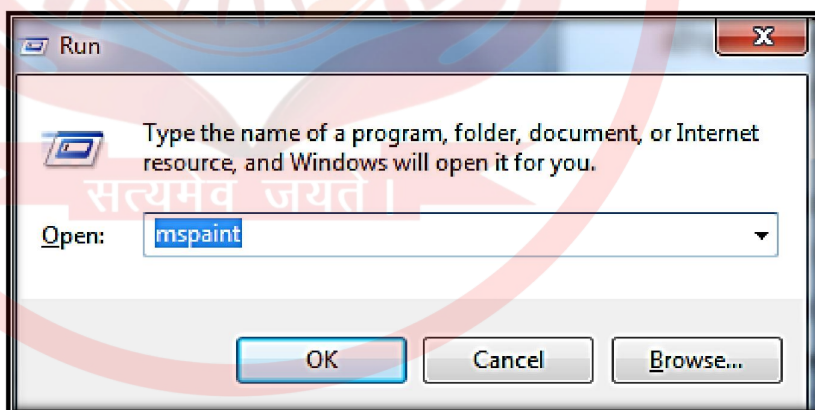 Run
Type the name of a program, folder, document, or Internet
resource, and Windows will open it for you.
सत्यमेव जयते।
Open: mspaint
OK Cancel Browse...